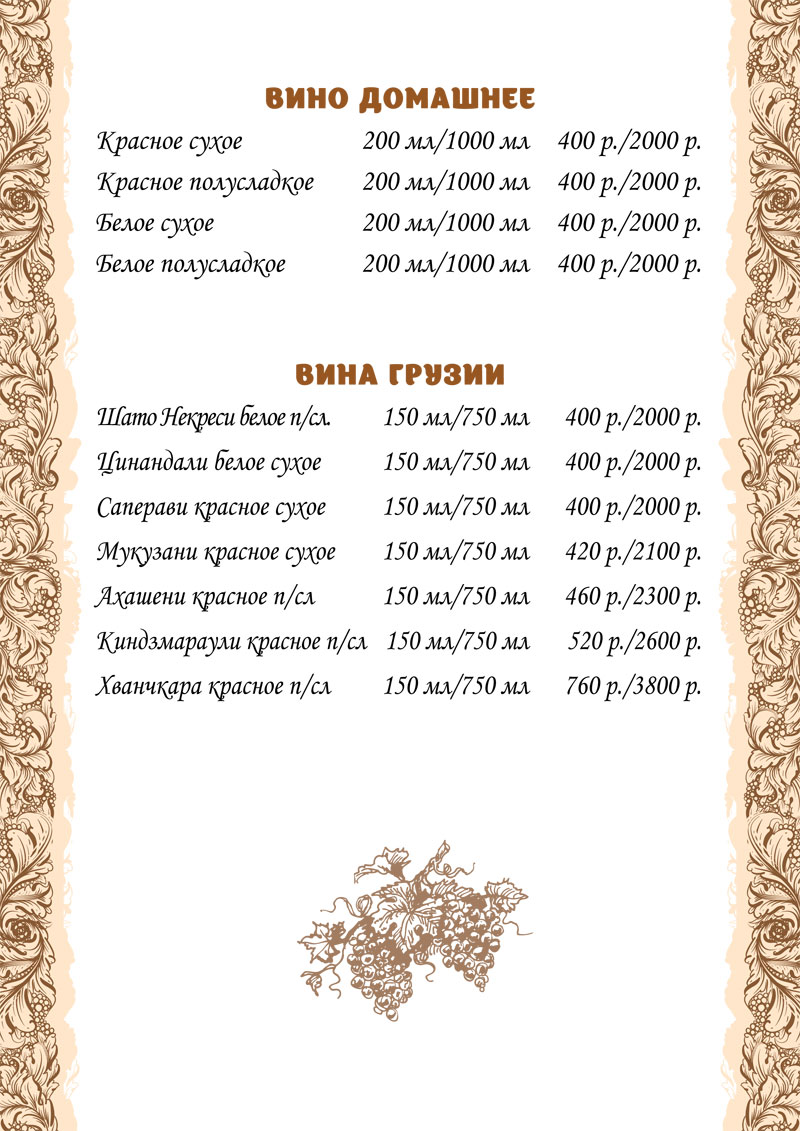 ВИНО ДОМАШНЕЕ
Красное сухое 200 мл/1000 мл 400 р./2000 р.
Красное полусладкое 200 мл/1000 мл 400 р./2000 р.
Белое сухое 200 мл/1000 мл 400 р./2000 р.
Белое полусладкое 200 мл/1000 мл 400 р./2000 р.
ВИНА ГРУЗИИ
Шато Некреси белое п/сл. 150 мл/750 мл 400 р./2000 р.
Цинандали белое сухое 150 мл/750 мл 400 р./2000 р.
Саперави красное сухое 150 мл/750 мл 400 р./2000 р.
Мукузани красное сухое 150 мл/750 мл 420 р./2100 р.
Ахашени красное п/сл 150 мл/750 мл 460 р./2300 р.
Киндзмараули красное п/сл 150 мл/750 мл 520 р./2600 р.
Хванчкара красное п/сл 150 мл/750 мл 760 р./3800 р.